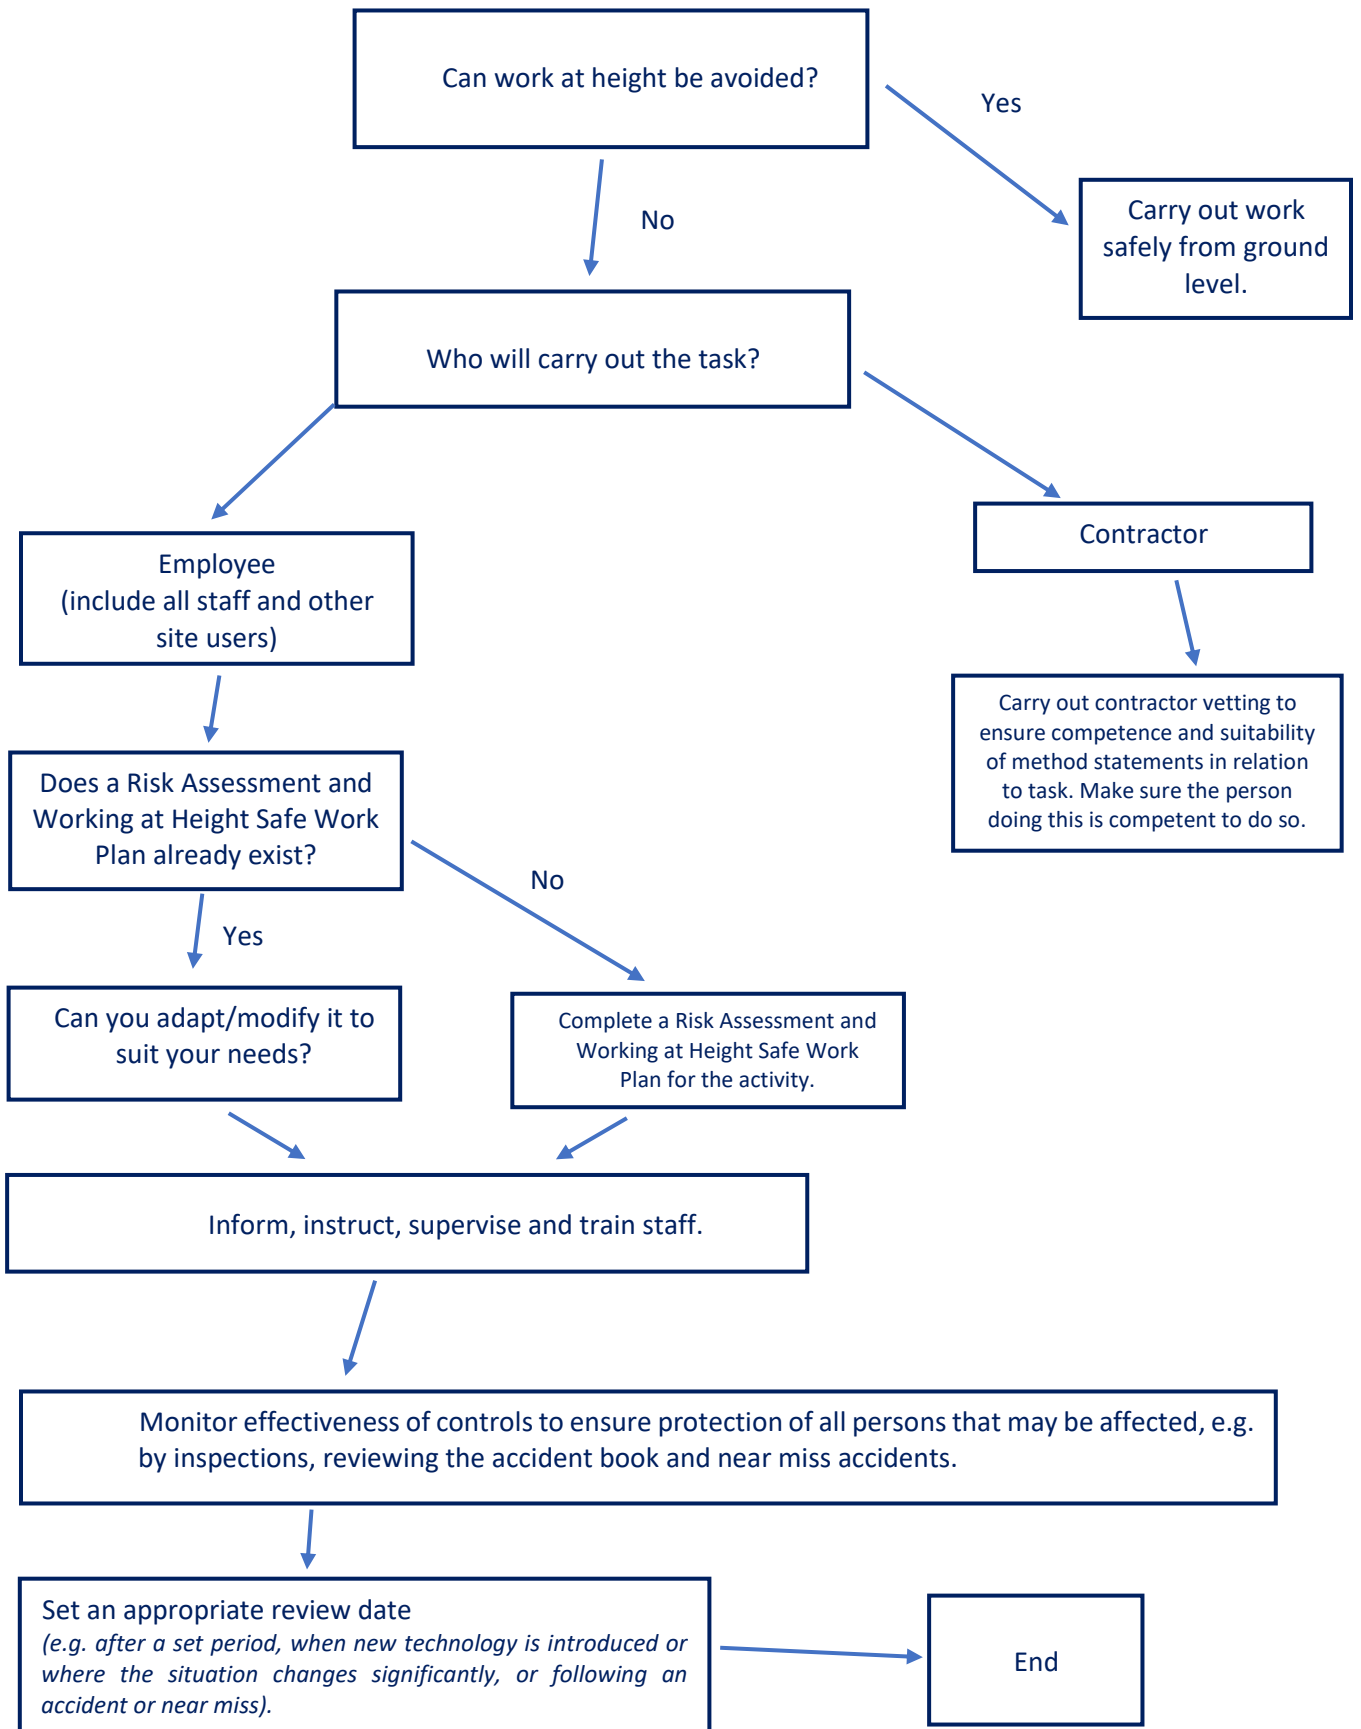 Can work at height be avoided?
Yes
Carry out work
safely from ground
level.
No
Who will carry out the task?
Contractor
Employee
(include all staff and other
site users)
Carry out contractor vetting to
ensure competence and suitability
of method statements in relation
to task. Make sure the person
doing this is competent to do so.
Does a Risk Assessment and
Working at Height Safe Work
Plan already exist?
No
Yes
Can you adapt/modify it to
suit your needs?
Complete a Risk Assessment and
Working at Height Safe Work
Plan for the activity.
Inform, instruct, supervise and train staff.
Monitor effectiveness of controls to ensure protection of all persons that may be affected, e.g.
by inspections, reviewing the accident book and near miss accidents.
Set an appropriate review date
(e.g. after a set period, when new technology is introduced or
where the situation changes significantly, or following an
accident or near miss).
End